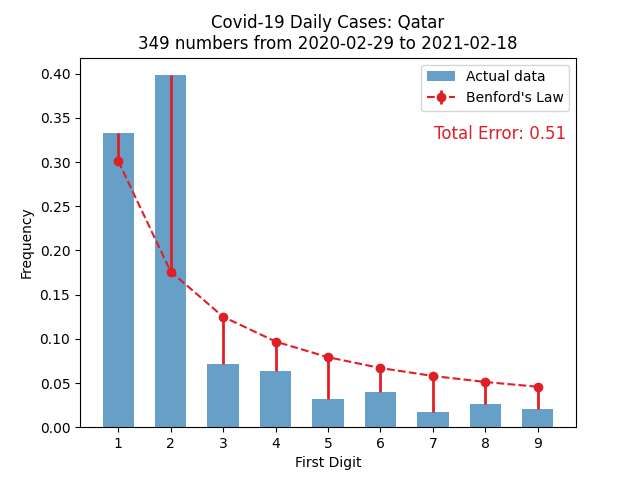 Covid-19 Daily Cases: Qatar
349 numbers from 2020-02-29 to 2021-02-18
Actual data
Benford's Law
Total Error: 0.51
Frequency
0.40
0.35
0.30
0.25
0.20
0.15
0.10
0.05
0.00
1 2 3 4 5 6 7 8 9
First Digit